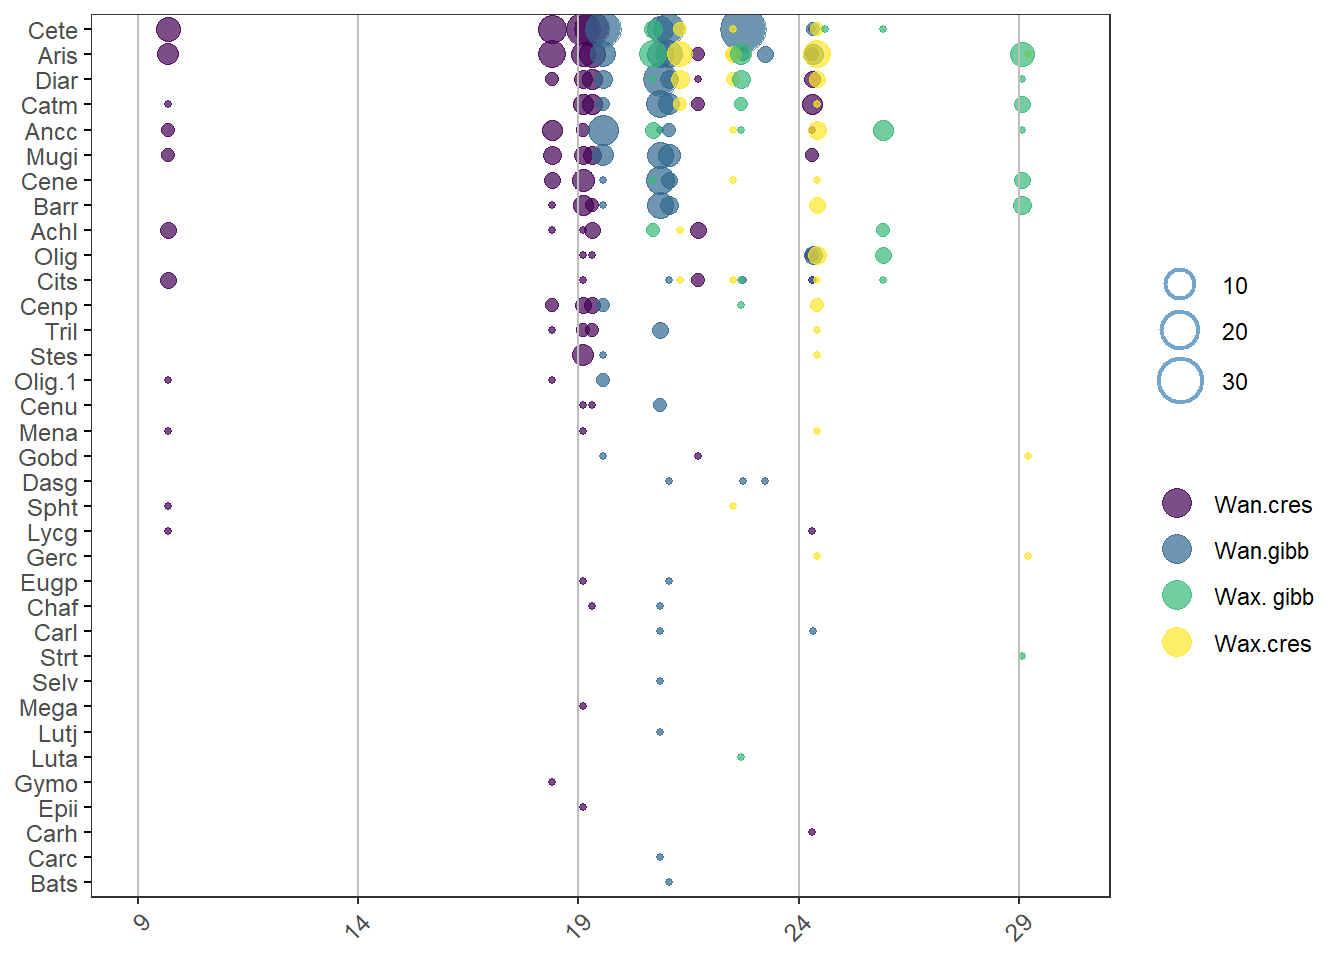 Cete
Aris
Diar
Catm
Ancc
Mugi
Cene
Barr
Achl
Olig
Cits
Cenp
Tril
Stes
Olig.1
Cenu
Mena
Gobd
Dasg
Spht
Lycg
Gerc
Eugp
Chaf
Carl
Strt
Selv
Mega
Lutj
Luta
Gymo
Epii
Carh
Carc
Bats
9 14 19 24 29
10
20
30
Wan.cres
Wan.gibb
Wax. gibb
Wax.cres